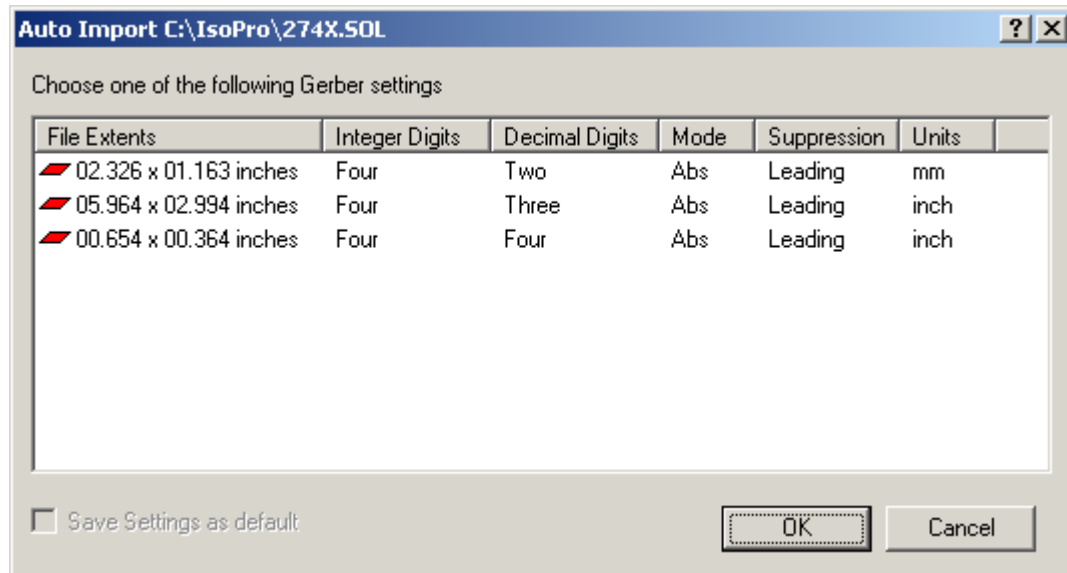 Auto Import C:\IsoPro\274X.SOL
Choose one of the following Gerber settings
File Extents Integer Digits Decimal Digits Mode Suppression Units
02.326 x 01.163 inches Four Two Abs Leading mm
05.964 x 02.994 inches Four Three Abs Leading inch
00.654 x 00.364 inches Four Four Abs Leading inch
Save Settings as default
OK Cancel